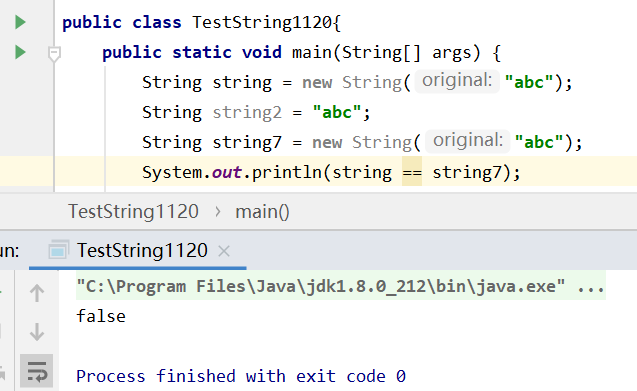 public class TestString1120{
public static void main(String[] args) {
String string = new String( original: "abc");
String string2 = "abc";
String string7 = new String( original: "abc");
System.out.println(string == string7);
TestString1120 › main()
un: TestString1120 ×
"C:\Program Files\Java\jdk1.8.0_212\bin\java.exe" ...
false
Process finished with exit code 0